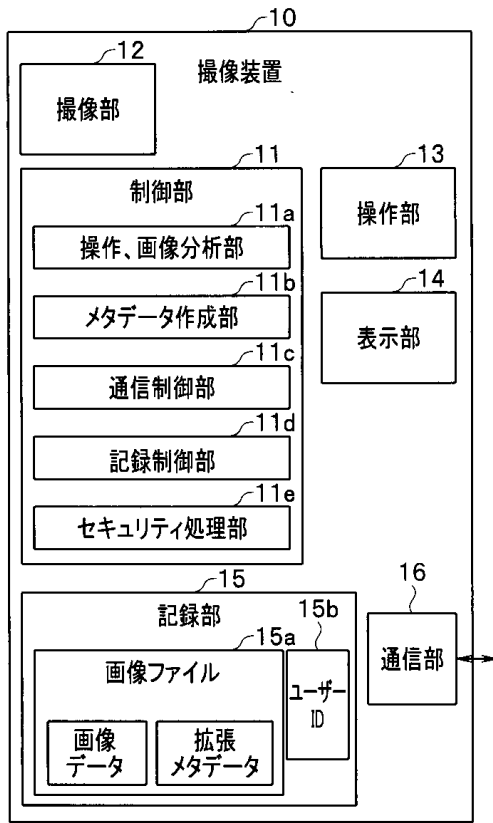 10
12
撮像装置
撮像部
11
制御部
11a
操作、画像分析部
11b
メタデータ作成部
11c
通信制御部
11d
記録制御部
11e
セキュリティ処理部
13
操作部
14
表示部
15
記録部
15a
画像ファイル
画像
データ
拡張
メタデータ
15b
ユーザー
ID
16
通信部